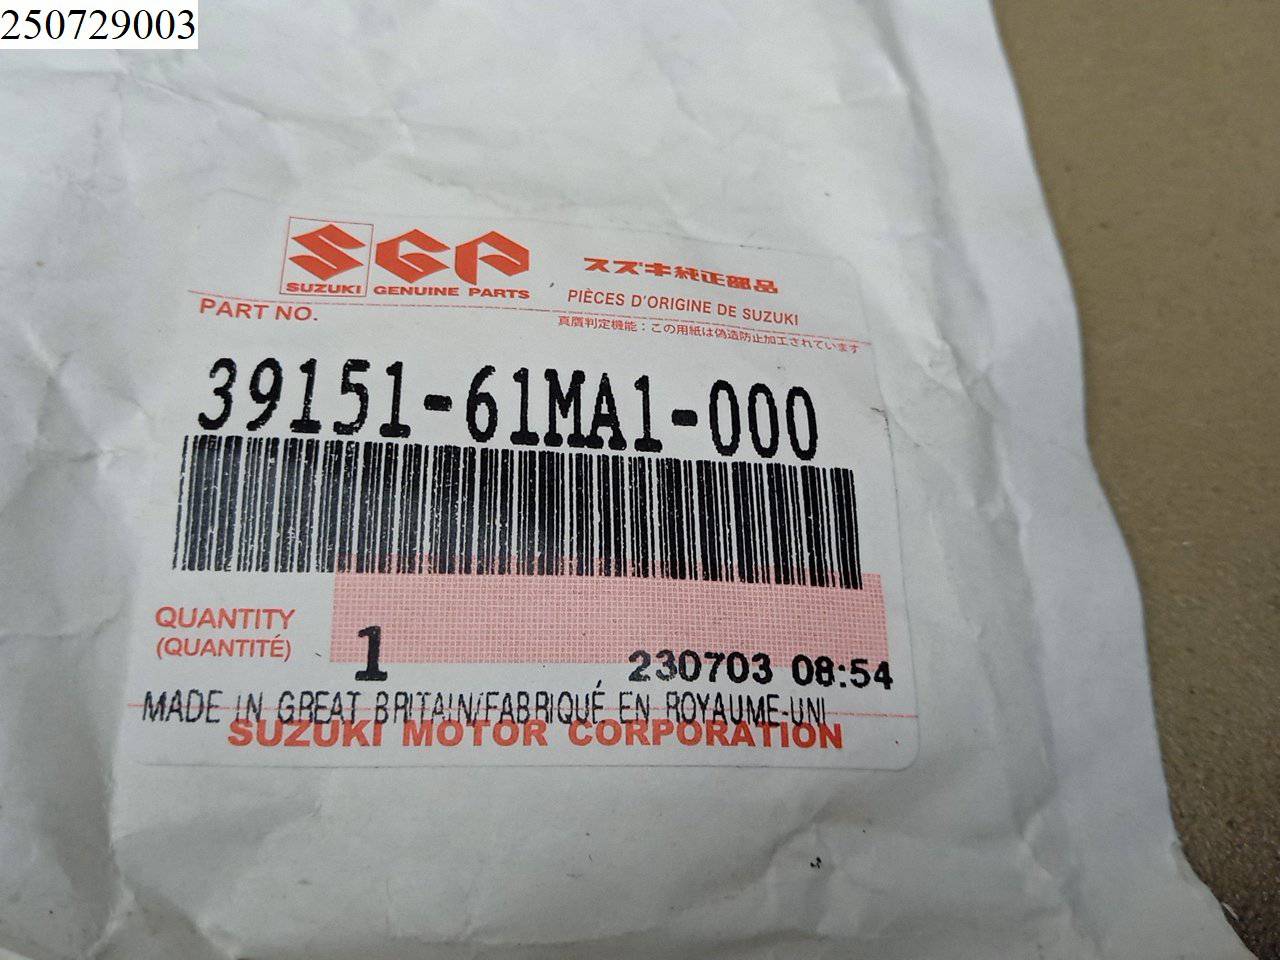 250729003
SUZUKI
SGP
GENUINE PARTS
スズキ純正部品
PIÈCES D'ORIGINE DE SUZUKI
PART NO.
真贋判定機能：この用紙は偽造防止加工されています
39151-61MA1-000
QUANTITY
(QUANTITÉ)
1
230703 08:54
MADE IN GREAT BRITAIN/FABRIQUÉ EN ROYAUME-UNI
SUZUKI MOTOR CORPORATION